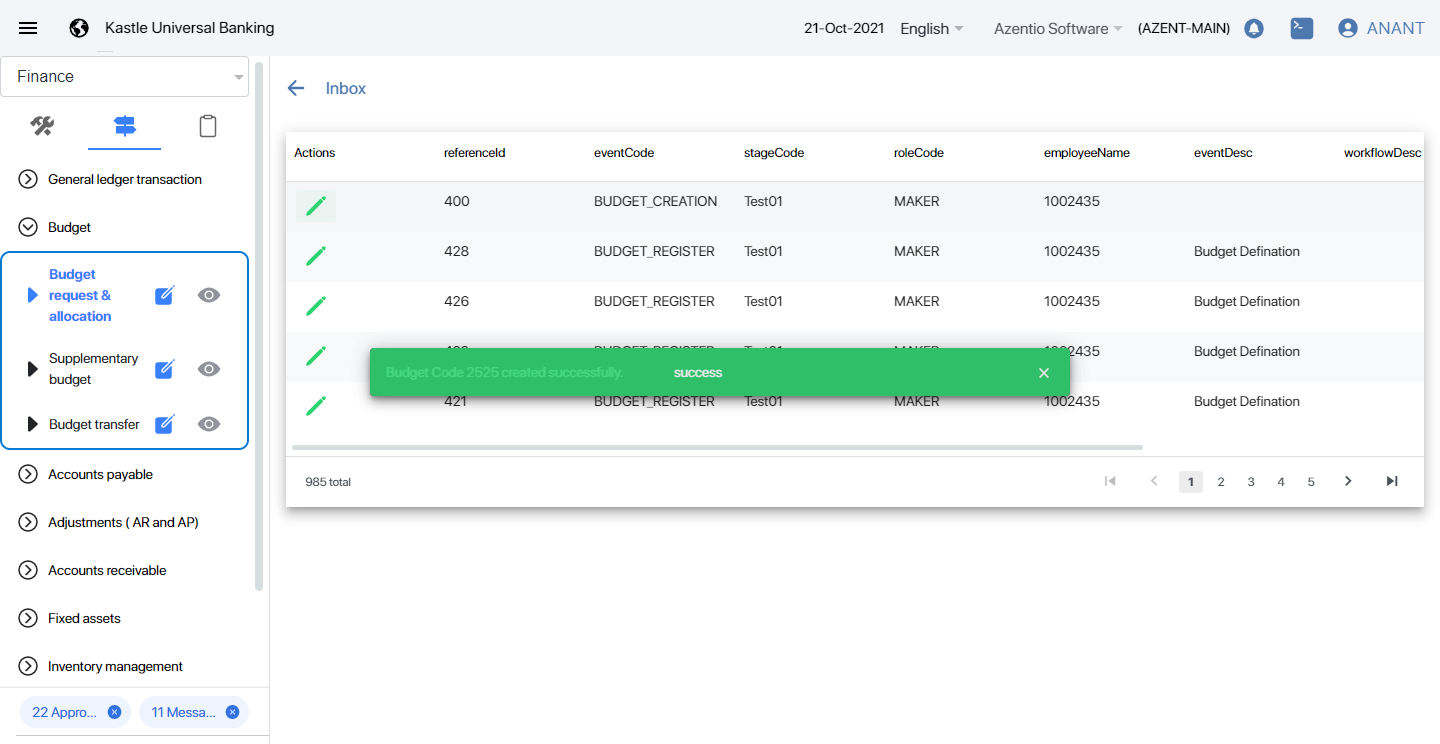 Kastle Universal Banking
21-Oct-2021
English
Azentio Software
(AZENT-MAIN)
ANANT
Finance
General ledger transaction
Budget
Budget
request &
allocation
Supplementary
budget
Budget transfer
Accounts payable
Adjustments ( AR and AP)
Accounts receivable
Fixed assets
Inventory management
22 Appro...
11 Messa...
Inbox
Actions referenceId eventCode stageCode roleCode employeeName eventDesc workflowDesc
400 BUDGET_CREATION Test01 MAKER 1002435
428 BUDGET_REGISTER Test01 MAKER 1002435 Budget Defination
426 BUDGET_REGISTER Test01 MAKER 1002435 Budget Defination
BUDGET_REGISTER Test01 MAKER 1002435 Budget Defination
Budget Code 2525 created successfully. success
421 BUDGET_REGISTER Test01 MAKER 1002435 Budget Defination
985 total
1 2 3 4 5